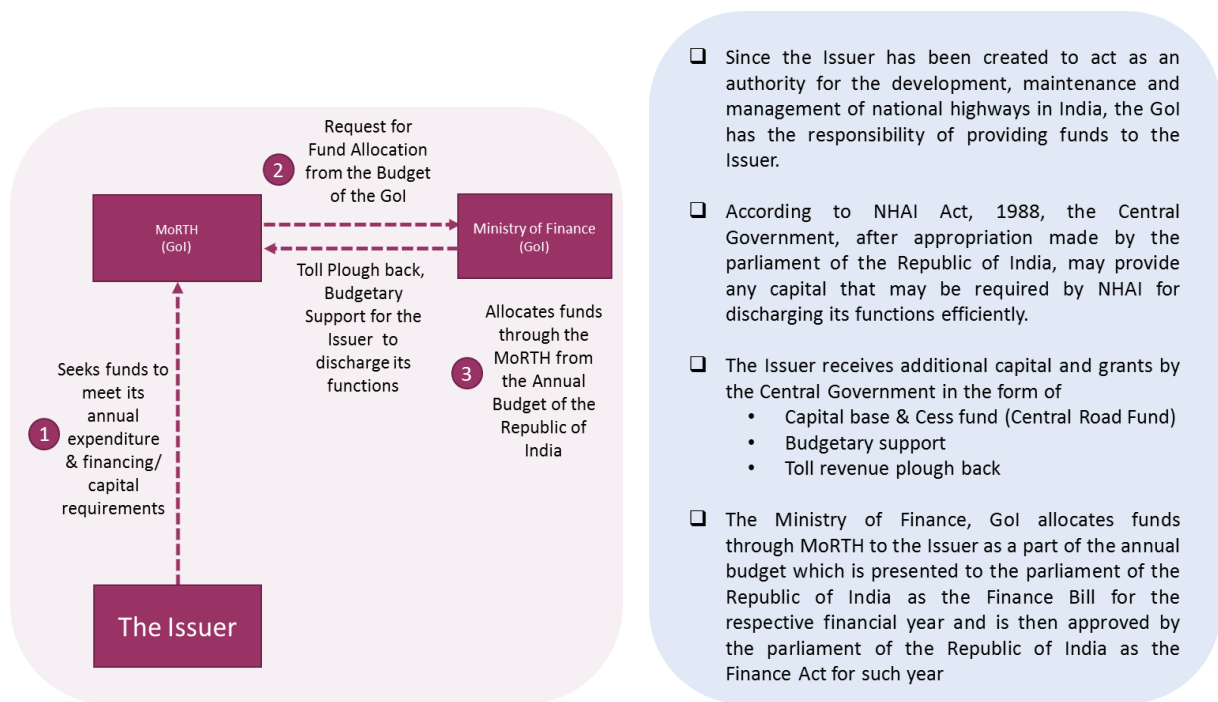 Request for
Fund Allocation
from the Budget
of the GoI
2
MoRTH
(GoI)
Ministry of Finance
(GoI)
Toll Plough back,
Budgetary
Support for the
Issuer to
discharge its
functions
Allocates funds
through the
MoRTH from
the Annual
Budget of the
Republic of
India
3
Seeks funds to
meet its
annual
expenditure
& financing/
capital
requirements
1
The Issuer
❑ Since the Issuer has been created to act as an
authority for the development, maintenance and
management of national highways in India, the GoI
has the responsibility of providing funds to the
Issuer.
❑ According to NHAI Act, 1988, the Central
Government, after appropriation made by the
parliament of the Republic of India, may provide
any capital that may be required by NHAI for
discharging its functions efficiently.
❑ The Issuer receives additional capital and grants by
the Central Government in the form of
• Capital base & Cess fund (Central Road Fund)
• Budgetary support
• Toll revenue plough back
❑ The Ministry of Finance, GoI allocates funds
through MoRTH to the Issuer as a part of the annual
budget which is presented to the parliament of the
Republic of India as the Finance Bill for the
respective financial year and is then approved by
the parliament of the Republic of India as the
Finance Act for such year